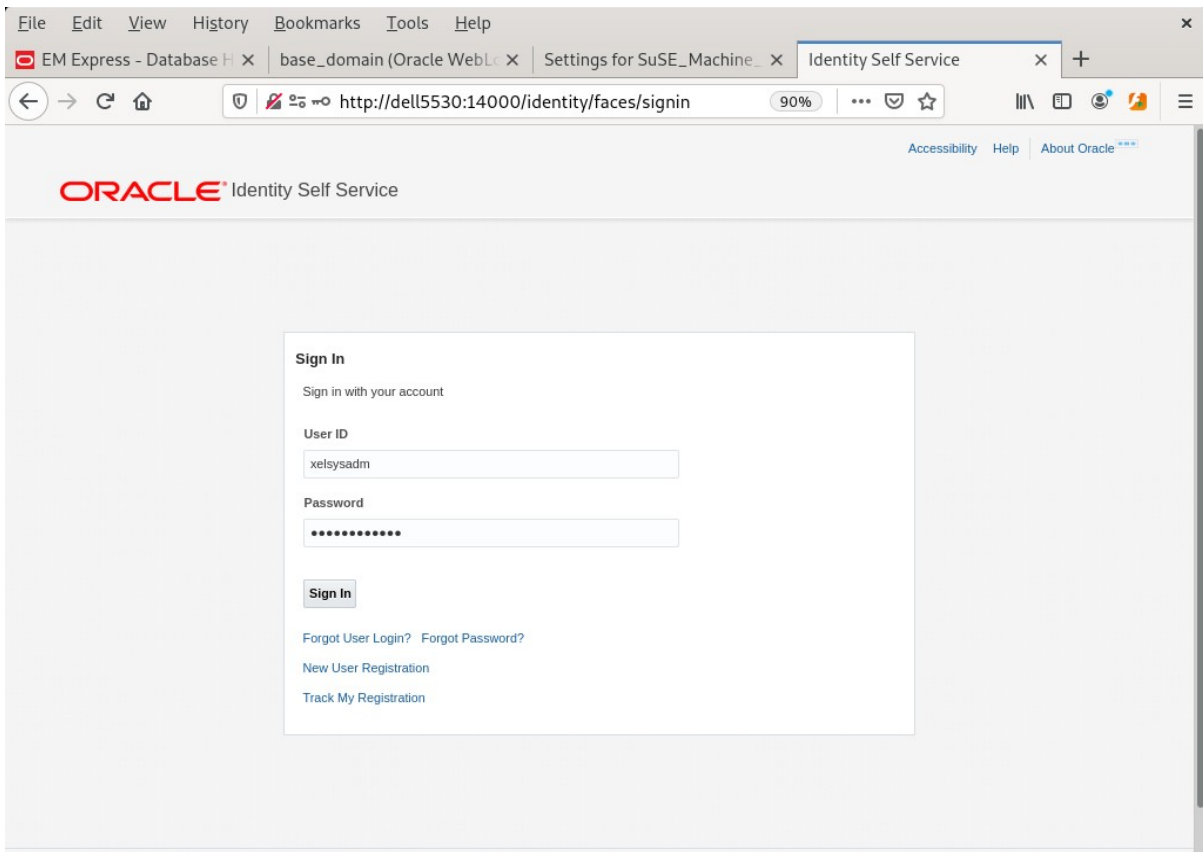 File Edit View History Bookmarks Tools Help
EM Express - Database H base_domain (Oracle WebLo Settings for SuSE_Machine_ Identity Self Service
http://dell5530:14000/identity/faces/signin 90%
Accessibility Help About Oracle
ORACLE Identity Self Service
Sign In
Sign in with your account
User ID
xelsysadm
Password
••••••••••••
Sign In
Forgot User Login? Forgot Password?
New User Registration
Track My Registration